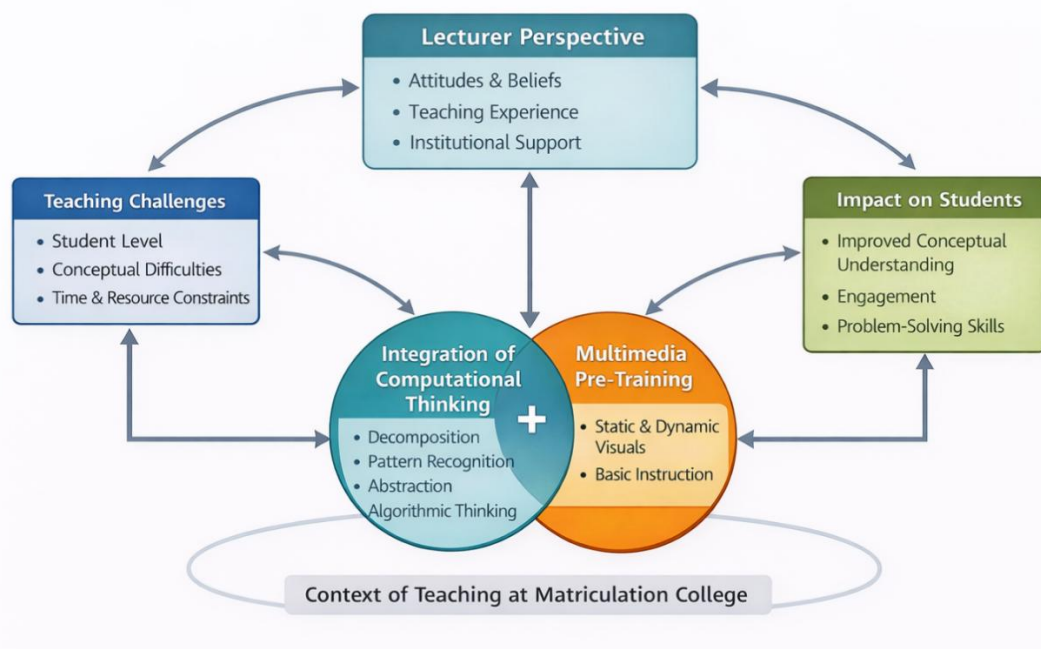 Lecturer Perspective
• Attitudes & Beliefs
• Teaching Experience
• Institutional Support
Teaching Challenges
• Student Level
• Conceptual Difficulties
• Time & Resource Constraints
Impact on Students
• Improved Conceptual
Understanding
• Engagement
• Problem-Solving Skills
Integration of
Computational
Thinking
• Decomposition
• Pattern Recognition
• Abstraction
Algorithmic Thinking
+
Multimedia
Pre-Training
• Static & Dynamic
Visuals
• Basic Instruction
Context of Teaching at Matriculation College